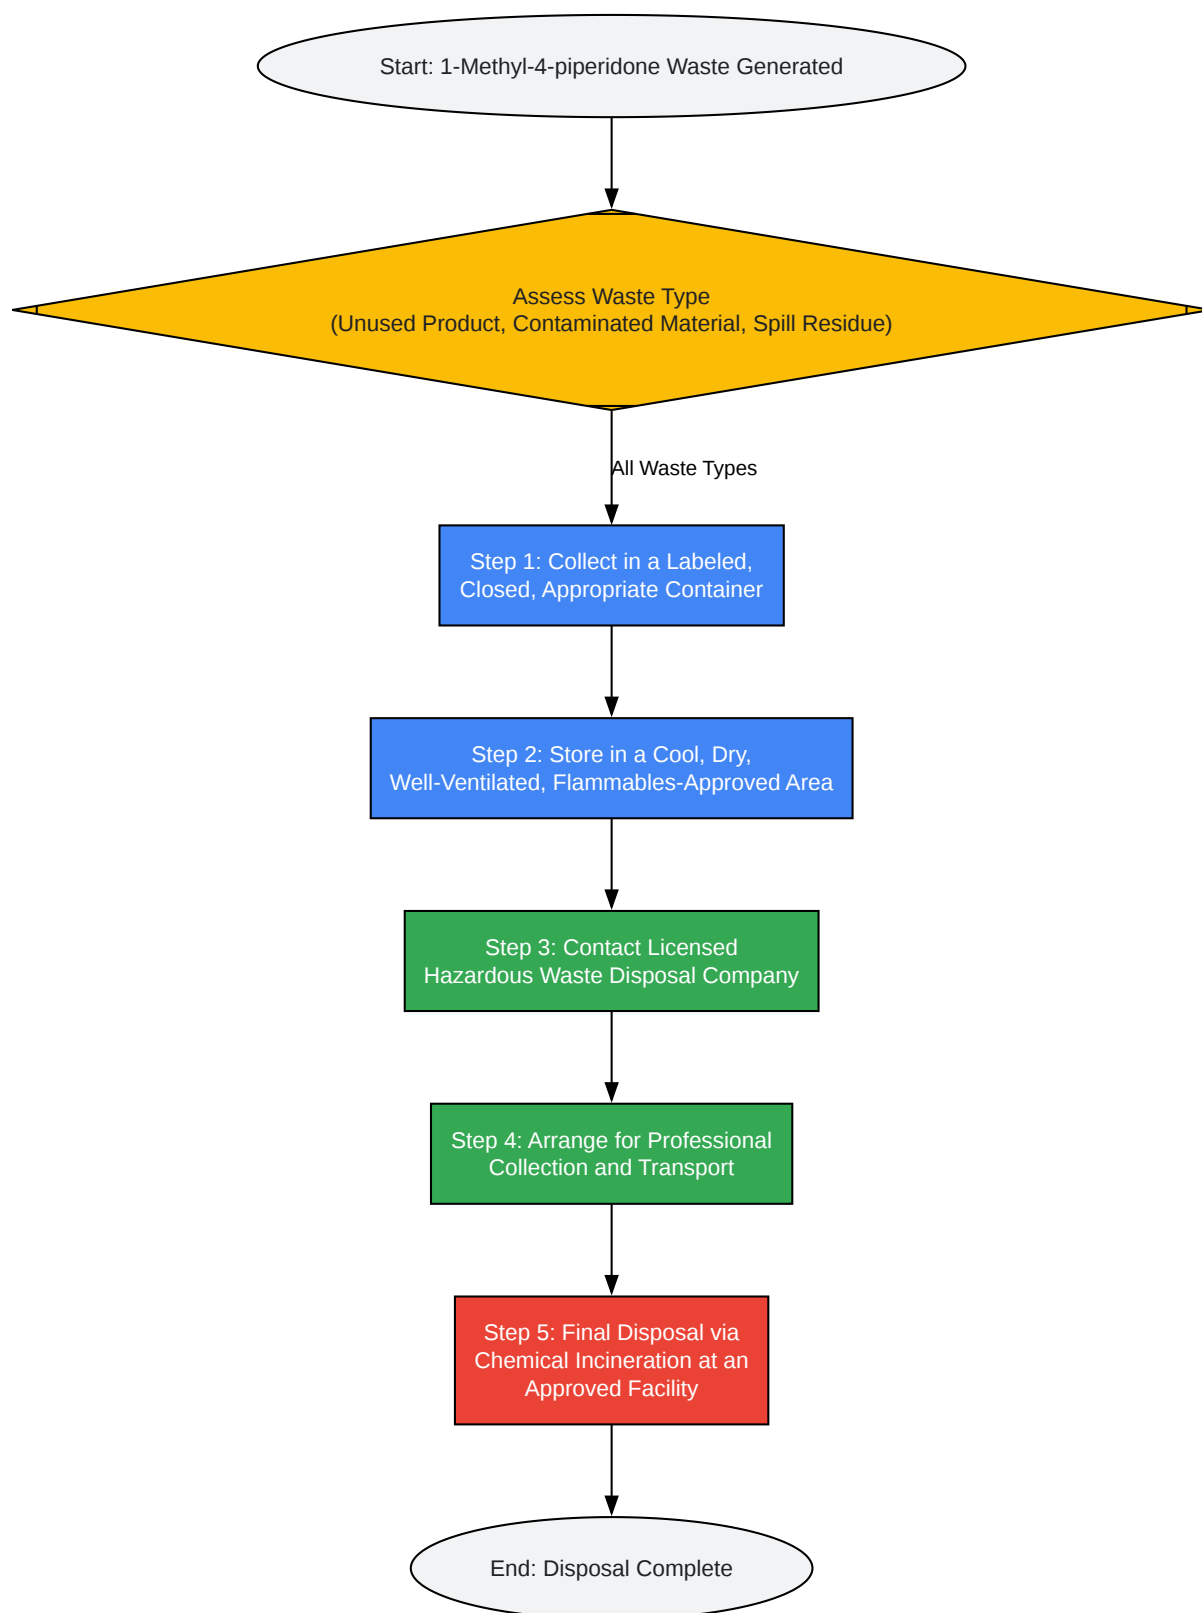 Start: 1-Methyl-4-piperidone Waste Generated
Assess Waste Type
(Unused Product, Contaminated Material, Spill Residue)
All Waste Types
Step 1: Collect in a Labeled,
Closed, Appropriate Container
Step 2: Store in a Cool, Dry,
Well-Ventilated, Flammables-Approved Area
Step 3: Contact Licensed
Hazardous Waste Disposal Company
Step 4: Arrange for Professional
Collection and Transport
Step 5: Final Disposal via
Chemical Incineration at an
Approved Facility
End: Disposal Complete